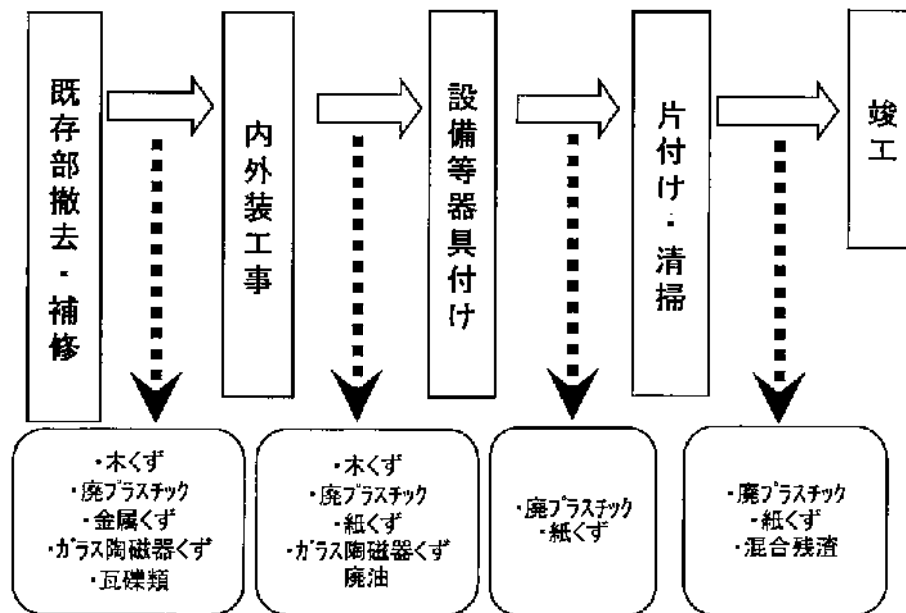 既存部撤去・補修
内外装工事
設備等器具付け
片付け・清掃
竣工
・木くず
・廃プラスチック
・金属くず
・ガラス陶磁器くず
・瓦礫類
・木くず
・廃プラスチック
・紙くず
・ガラス陶磁器くず
廃油
・廃プラスチック
・紙くず
・廃プラスチック
・紙くず
・混合残渣